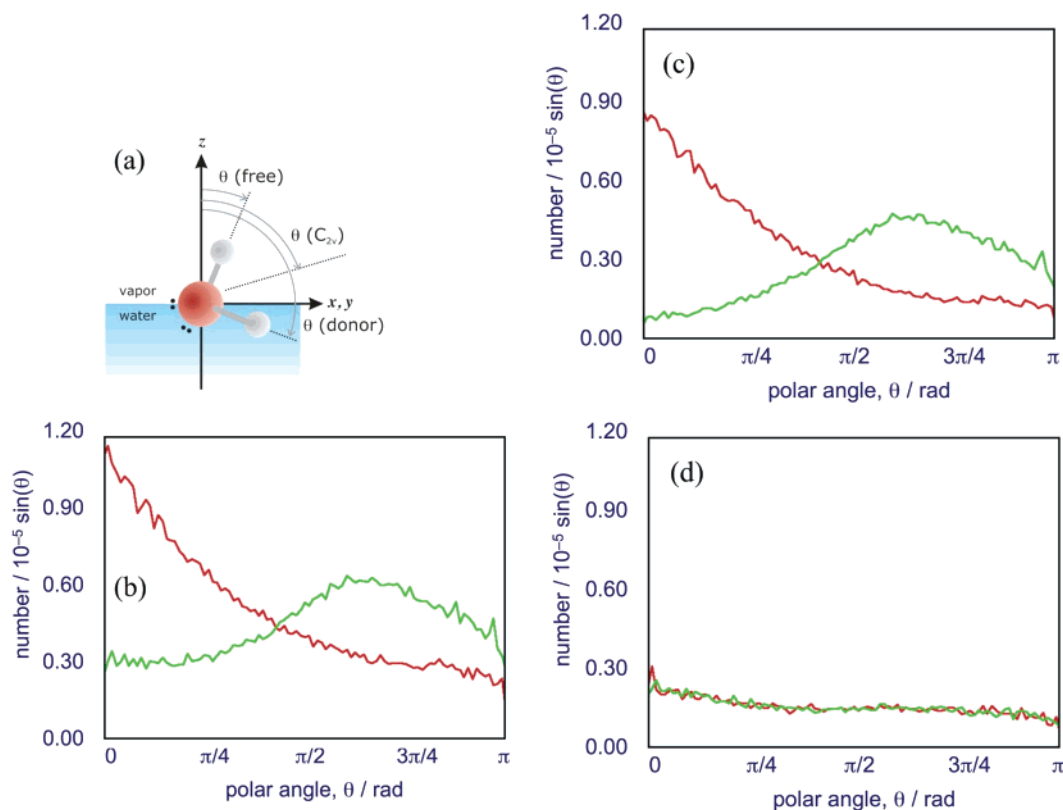 (a)
z
θ (free)
θ (C2v)
vapor
water
x, y
θ (donor)
(c)
number / 10⁻⁵ sin(θ)
1.20
0.90
0.60
0.30
0.00
0
π/4
π/2
3π/4
π
polar angle, θ / rad
(b)
number / 10⁻⁵ sin(θ)
1.20
0.90
0.60
0.30
0.00
0
π/4
π/2
3π/4
π
polar angle, θ / rad
(d)
number / 10⁻⁵ sin(θ)
1.20
0.90
0.60
0.30
0.00
0
π/4
π/2
3π/4
π
polar angle, θ / rad